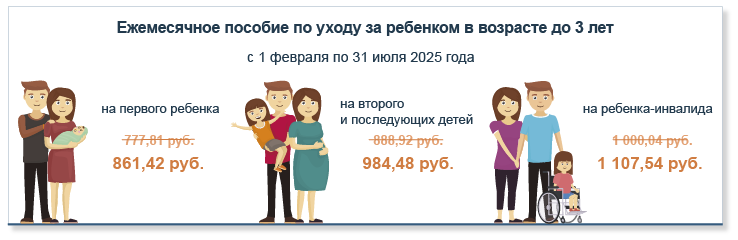 Ежемесячное пособие по уходу за ребенком в возрасте до 3 лет
с 1 февраля по 31 июля 2025 года
на первого ребенка
777,81 руб.
861,42 руб.
на второго
и последующих детей
888,92 руб.
984,48 руб.
на ребенка-инвалида
1 000,04 руб.
1 107,54 руб.